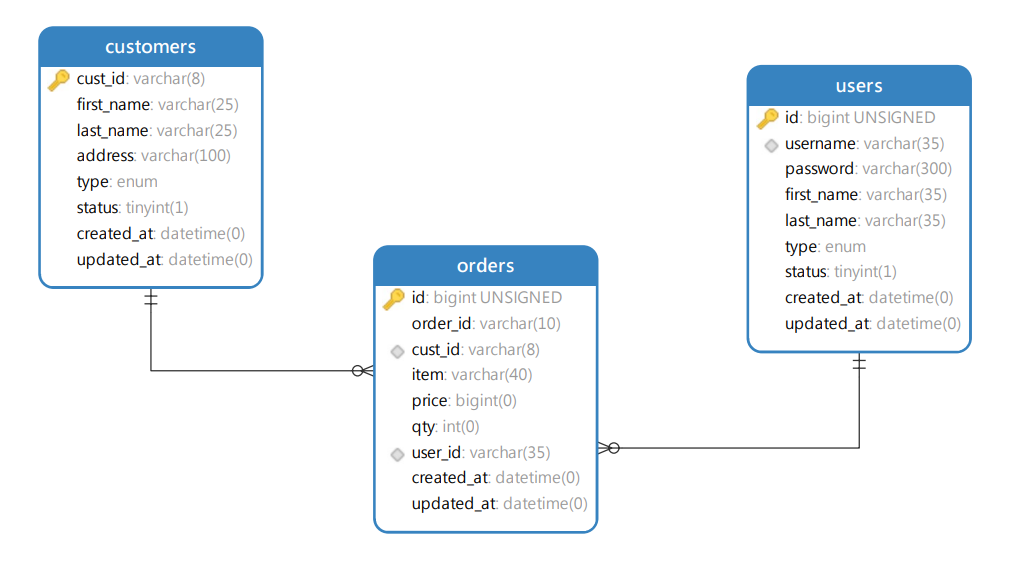 customers
cust_id: varchar(8)
first_name: varchar(25)
last_name: varchar(25)
address: varchar(100)
type: enum
status: tinyint(1)
created_at: datetime(0)
updated_at: datetime(0)
users
id: bigint UNSIGNED
username: varchar(35)
password: varchar(300)
first_name: varchar(35)
last_name: varchar(35)
type: enum
status: tinyint(1)
created_at: datetime(0)
updated_at: datetime(0)
orders
id: bigint UNSIGNED
order_id: varchar(10)
cust_id: varchar(8)
item: varchar(40)
price: bigint(0)
qty: int(0)
user_id: varchar(35)
created_at: datetime(0)
updated_at: datetime(0)